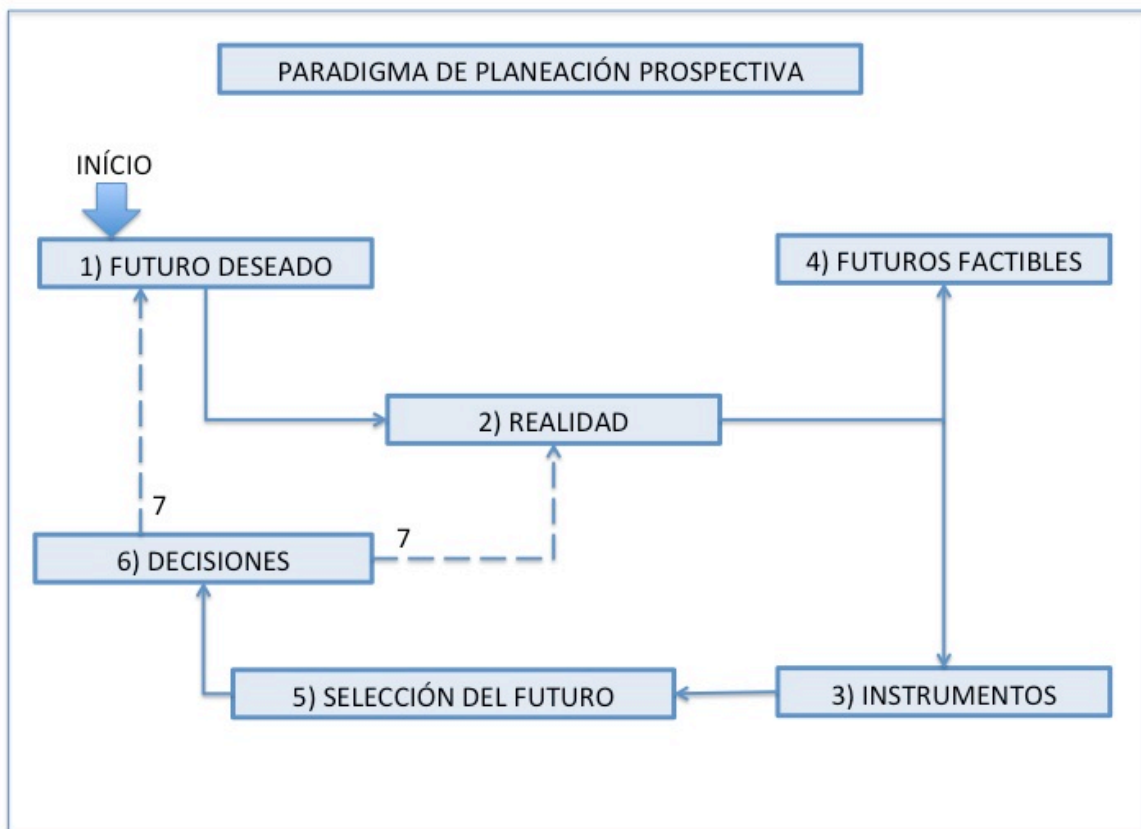 PARADIGMA DE PLANEACIÓN PROSPECTIVA
INÍCIO
1) FUTURO DESEADO
4) FUTUROS FACTIBLES
2) REALIDAD
7
7
6) DECISIONES
5) SELECCIÓN DEL FUTURO
3) INSTRUMENTOS